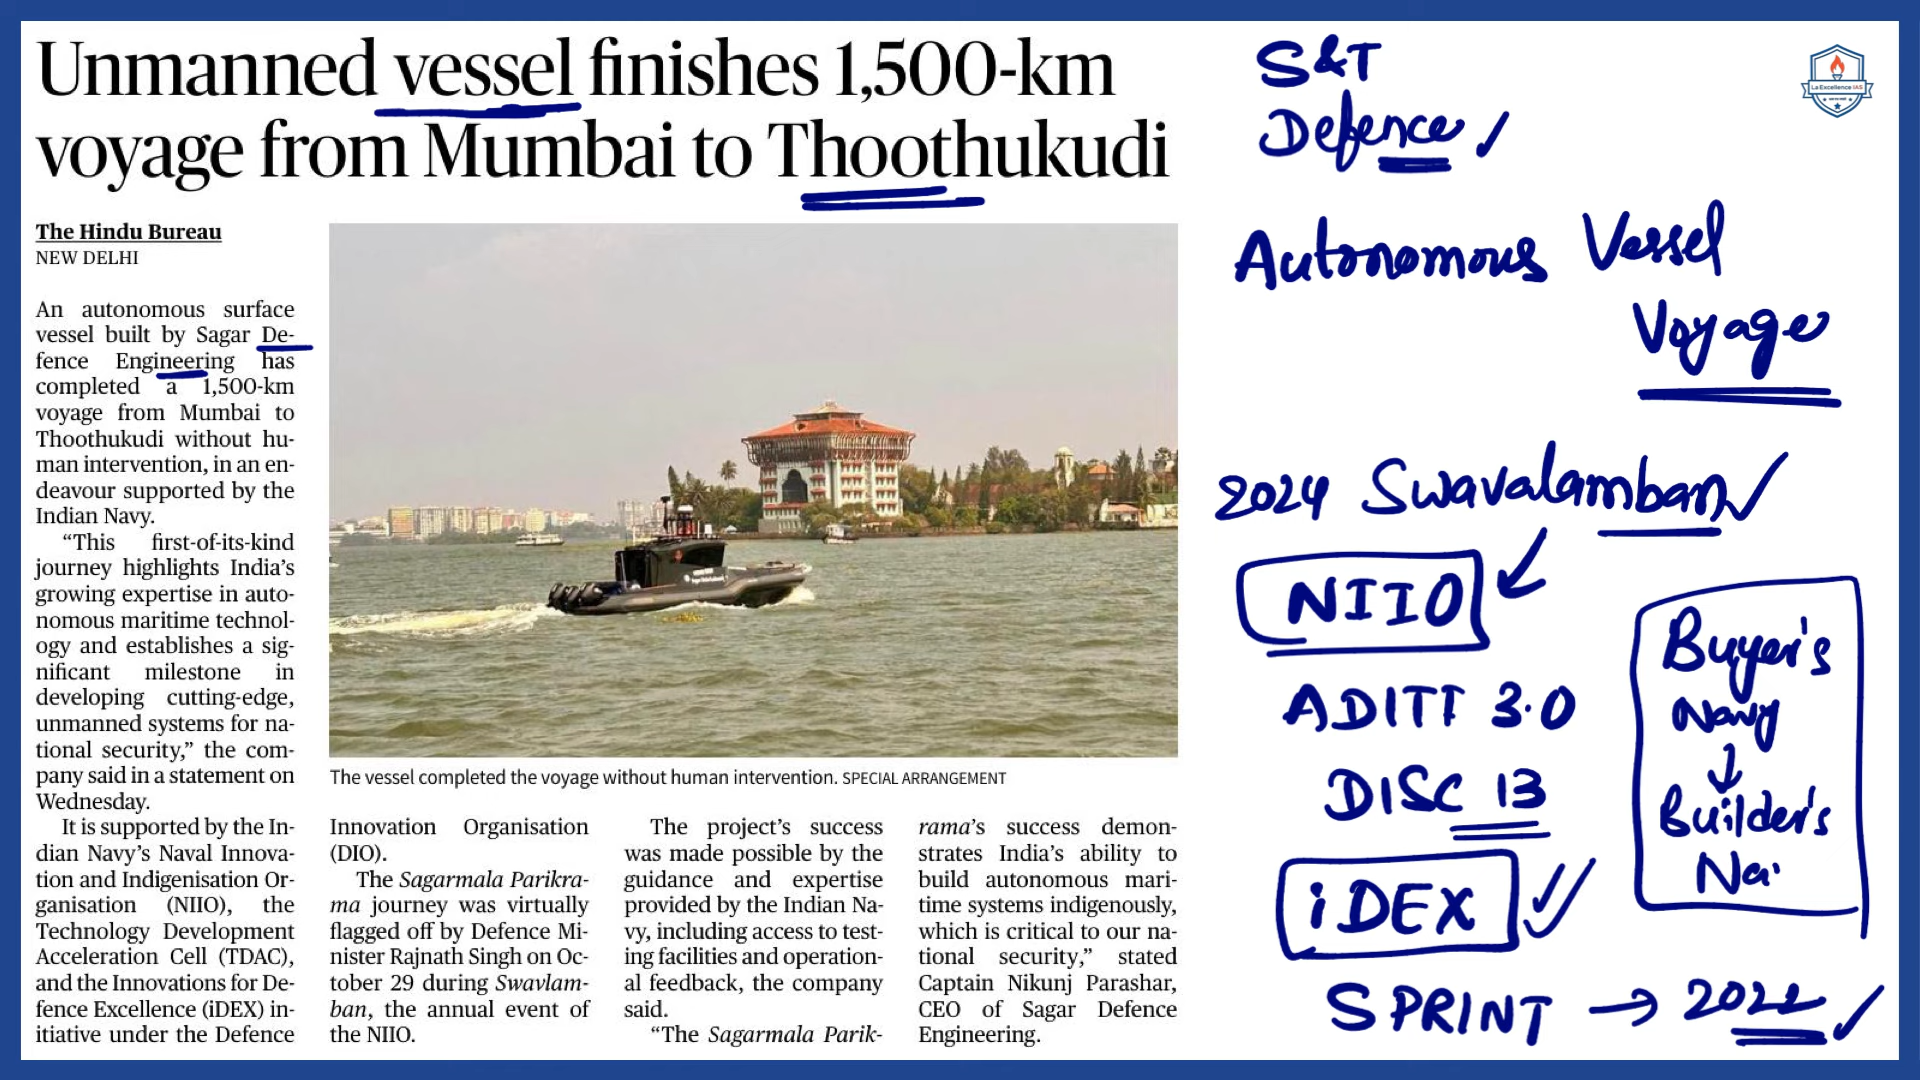 Unmanned vessel finishes 1,500-km
voyage from Mumbai to Thoothukudi
The Hindu Bureau
NEW DELHI
An autonomous surface
vessel built by Sagar De-
fence Engineering has
completed a 1,500-km
voyage from Mumbai to
Thoothukudi without hu-
man intervention, in an en-
deavour supported by the
Indian Navy.
“This first-of-its-kind
journey highlights India’s
growing expertise in auto-
nomous maritime technol-
ogy and establishes a sig-
nificant milestone in
developing cutting-edge,
unmanned systems for na-
tional security,” the com-
pany said in a statement on
Wednesday.
It is supported by the In-
dian Navy’s Naval Innova-
tion and Indigenisation Or-
ganisation (NIIO), the
Technology Development
Acceleration Cell (TDAC),
and the Innovations for De-
fence Excellence (iDEX) in-
itiative under the Defence
The vessel completed the voyage without human intervention. SPECIAL ARRANGEMENT
Innovation Organisation
(DIO).
The Sagarmala Parikra-
ma journey was virtually
flagged off by Defence Mi-
nister Rajnath Singh on Oc-
tober 29 during Swavlam-
ban, the annual event of
the NIIO.
The project’s success
was made possible by the
guidance and expertise
provided by the Indian Na-
vy, including access to test-
ing facilities and operation-
al feedback, the company
said.
“The Sagarmala Parik-
rama’s success demon-
strates India’s ability to
build autonomous mari-
time systems indigenously,
which is critical to our na-
tional security,” stated
Captain Nikunj Parashar,
CEO of Sagar Defence
Engineering.
La Excellence IAS
S&T
Defence
Autonomous Vessel
Voyage
2024 Swavalamban
NIIO
ADITI 3.0
DISC 13
iDEX
SPRINT → 2022
Buyer's
Navy
↓
Builder's
Na